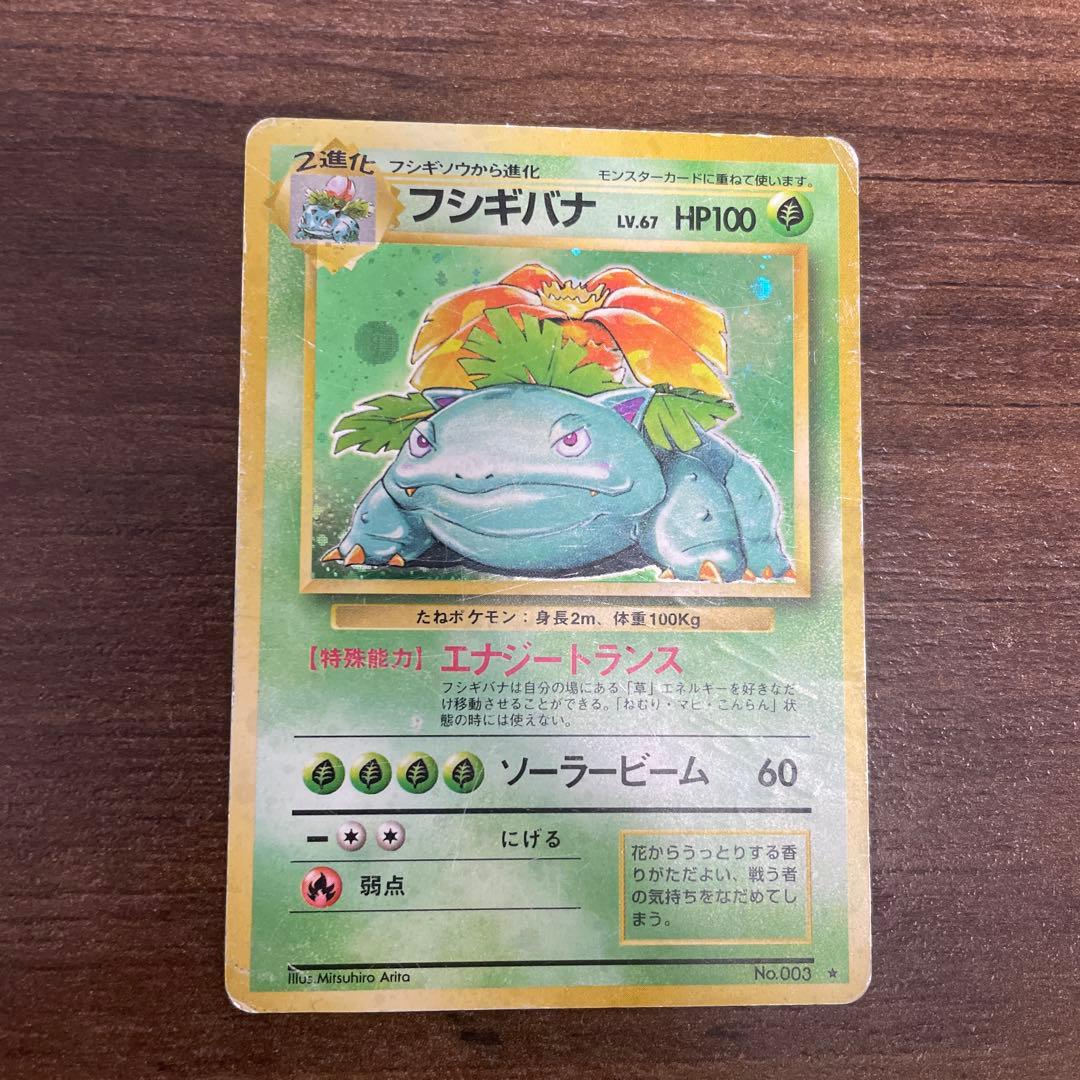 2進化
フシギソウから進化
モンスターカードに重ねて使います。
フシギバナ LV.67 HP100
たねポケモン：身長2m、体重100Kg
【特殊能力】エナジートランス
フシギバナは自分の場にある「草」エネルギーを好きなだ
け移動させることができる。「ねむり・マヒ・こんらん」状
態の時には使えない。
ソーラービーム 60
ー にげる
弱点
花からうっとりする香
りがただよい、戦う者
の気持ちをなだめてし
まう。
Illus.Mitsuhiro Arita
No.003 ★